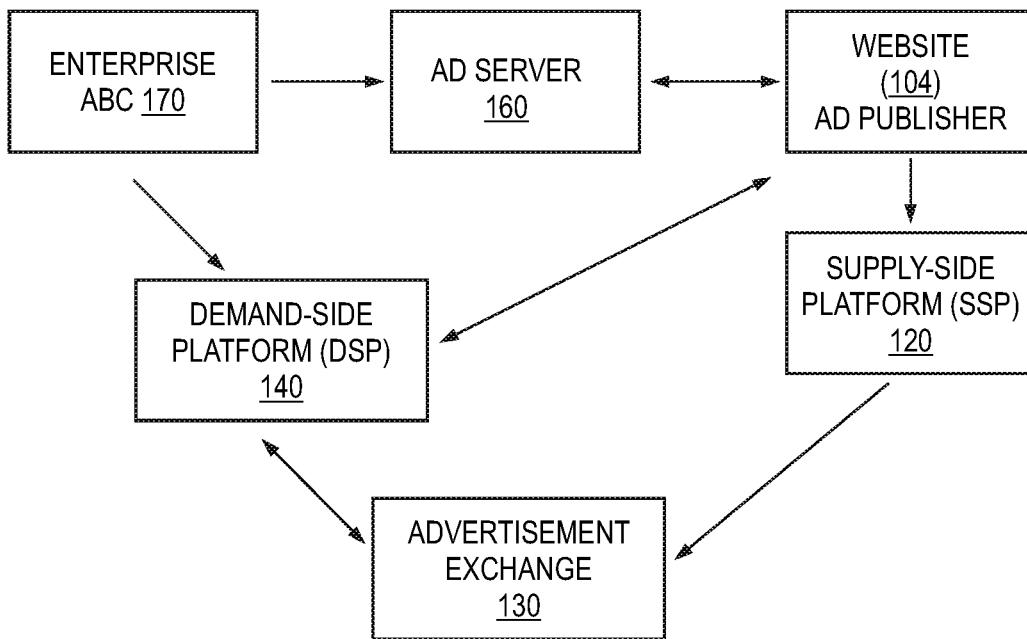 ENTERPRISE
ABC 170
AD SERVER
160
WEBSITE
(104)
AD PUBLISHER
DEMAND-SIDE
PLATFORM (DSP)
140
SUPPLY-SIDE
PLATFORM (SSP)
120
ADVERTISEMENT
EXCHANGE
130